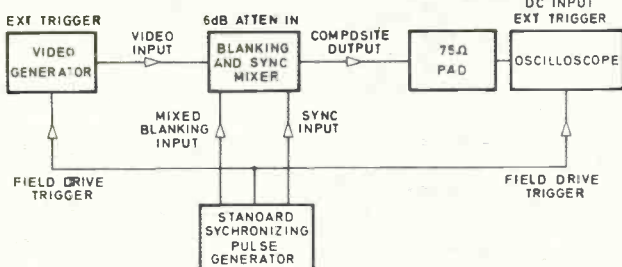 EXT TRIGGER
VIDEO
GENERATOR
VIDEO
INPUT
6dB ATTEN IN
BLANKING
AND SYNC
MIXER
COMPOSITE
OUTPUT
75Ω
PAD
DC INPUT
EXT TRIGGER
OSCILLOSCOPE
MIXED
BLANKING
INPUT
SYNC
INPUT
FIELD DRIVE
TRIGGER
FIELD DRIVE
TRIGGER
STANDARD
SYCHRONIZING
PULSE
GENERATOR